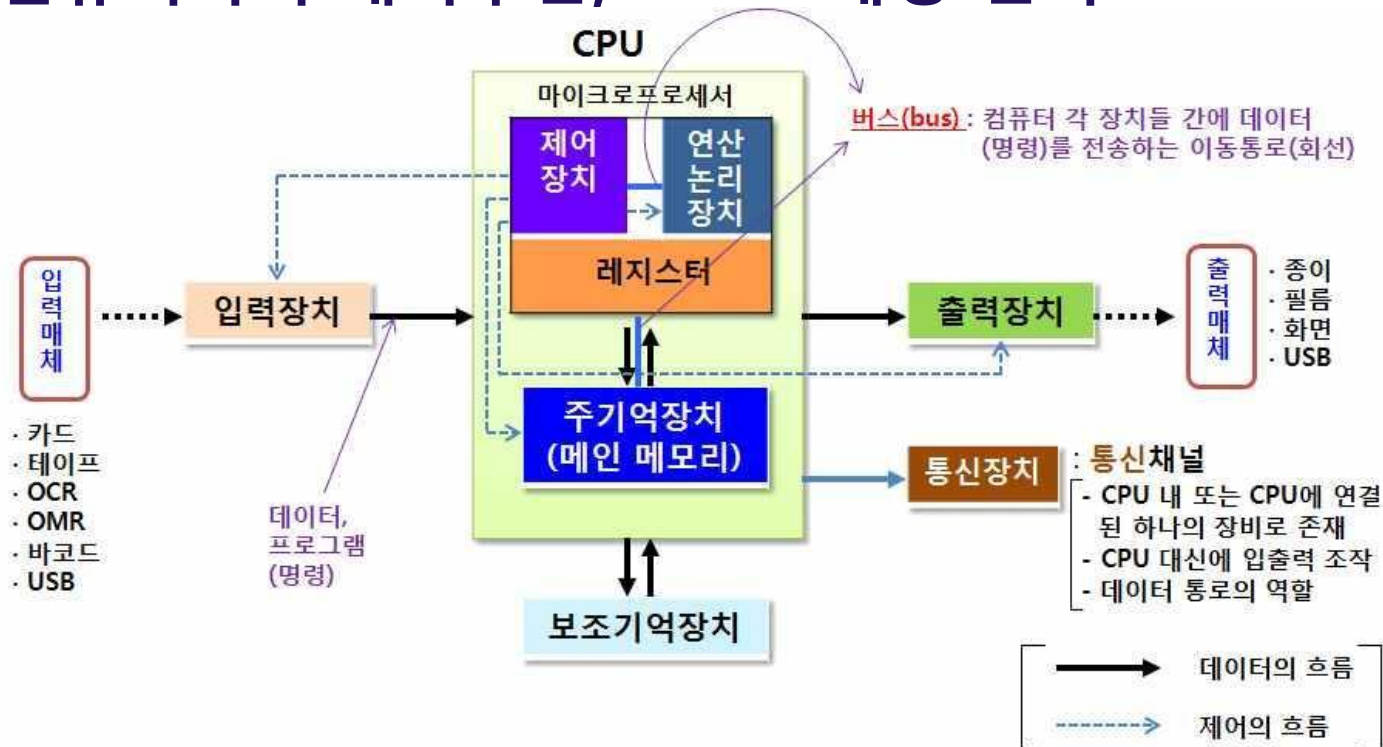 CPU
마이크로프로세서
제어
장치
연산
논리
장치
레지스터
버스(bus) : 컴퓨터 각 장치들 간에 데이터
(명령)를 전송하는 이동통로(회선)
입
력
매
체
입력장치
출력장치
출
력
매
체
· 종이
· 필름
· 화면
· USB
주기억장치
(메인 메모리)
· 카드
· 테이프
· OCR
· OMR
· 바코드
· USB
데이터,
프로그램
(명령)
통신장치 : 통신채널
- CPU 내 또는 CPU에 연결
된 하나의 장비로 존재
- CPU 대신에 입출력 조작
- 데이터 통로의 역할
보조기억장치
데이터의 흐름
제어의 흐름